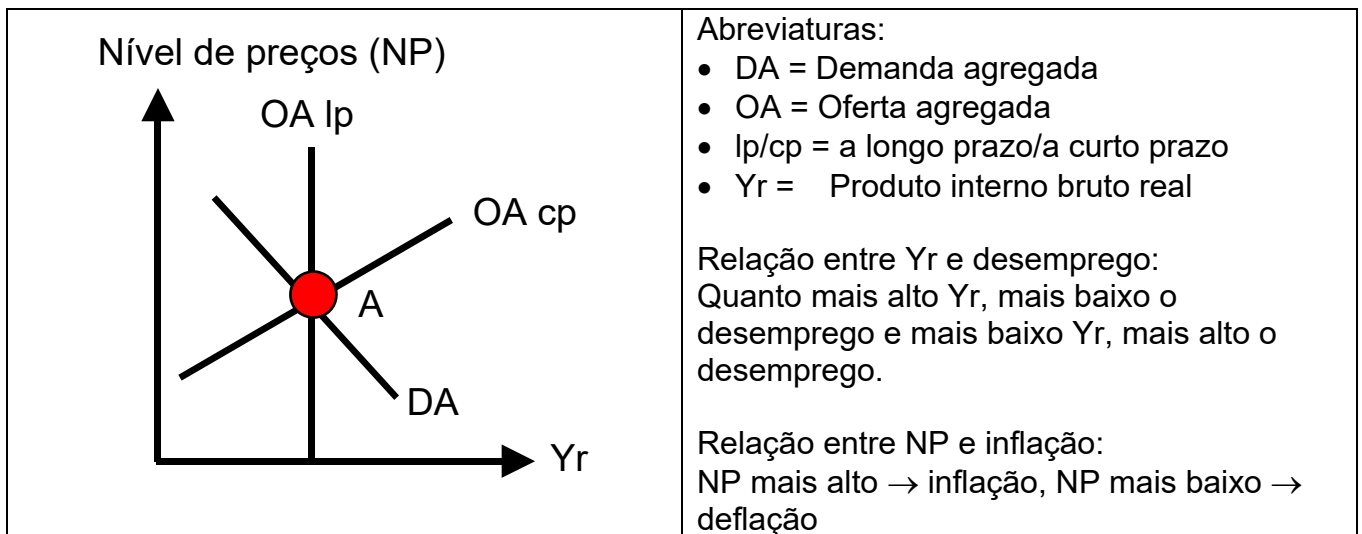 Nível de preços (NP)
OA lp
OA cp
A
DA
Yr
Abreviaturas:
• DA = Demanda agregada
• OA = Oferta agregada
• lp/cp = a longo prazo/a curto prazo
• Yr = Produto interno bruto real
Relação entre Yr e desemprego:
Quanto mais alto Yr, mais baixo o
desemprego e mais baixo Yr, mais alto o
desemprego.
Relação entre NP e inflação:
NP mais alto → inflação, NP mais baixo →
deflação